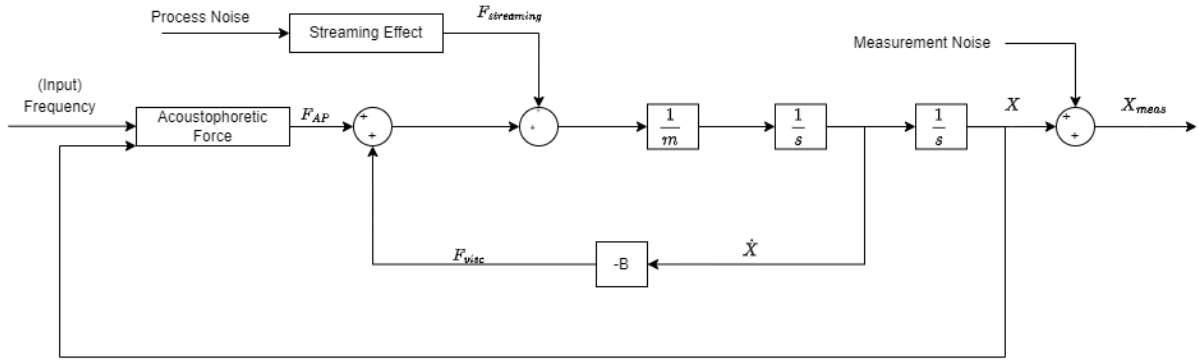 Process Noise
Streaming Effect
F_streaming
Measurement Noise
(Input)
Frequency
Acoustophoretic
Force
F_AP
+
+
+
+
1
m
1
s
1
s
X
+
+
X_meas
F_visc
-B
Ẋ